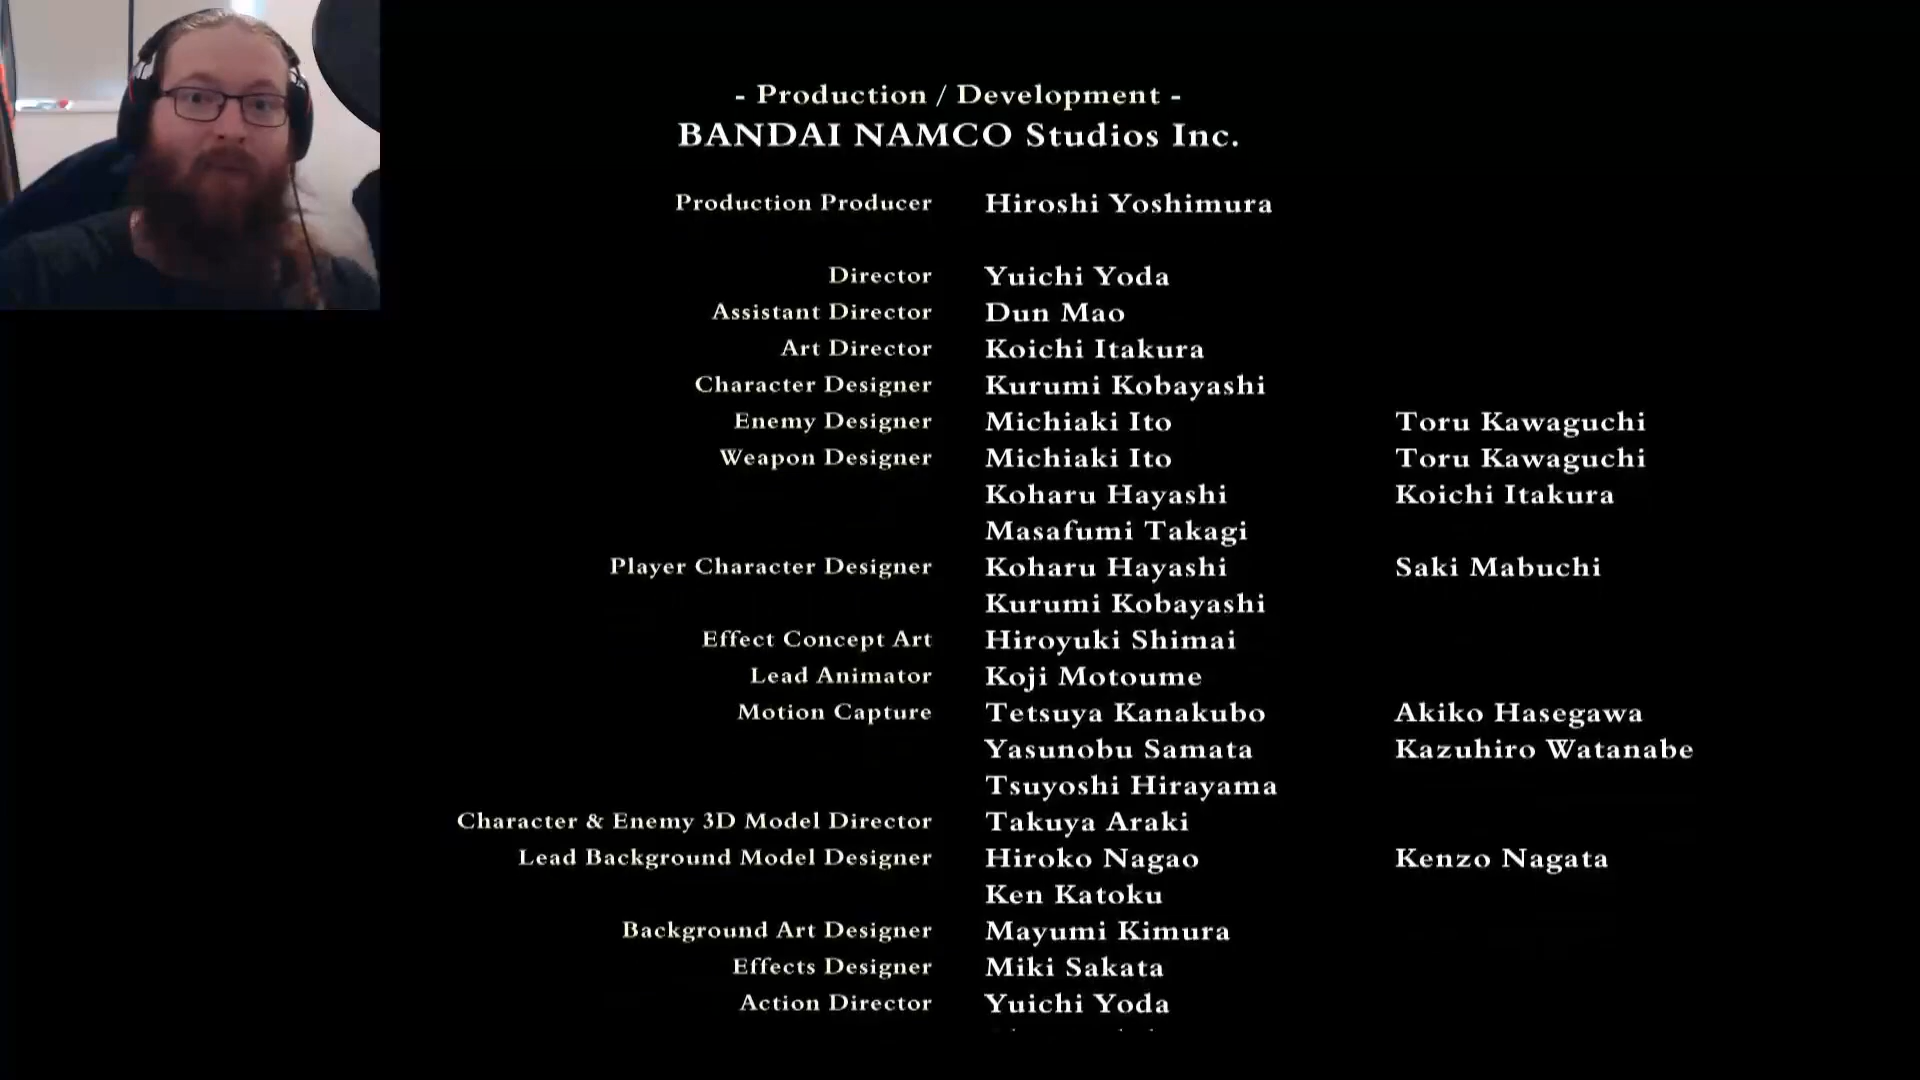 - Production / Development -
BANDAI NAMCO Studios Inc.
Production Producer Hiroshi Yoshimura
Director Yuichi Yoda
Assistant Director Dun Mao
Art Director Koichi Itakura
Character Designer Kurumi Kobayashi
Enemy Designer Michiaki Ito Toru Kawaguchi
Weapon Designer Michiaki Ito Toru Kawaguchi
Koharu Hayashi Koichi Itakura
Masafumi Takagi
Player Character Designer Koharu Hayashi Saki Mabuchi
Kurumi Kobayashi
Effect Concept Art Hiroyuki Shimai
Lead Animator Koji Motoume
Motion Capture Tetsuya Kanakubo Akiko Hasegawa
Yasunobu Samata Kazuhiro Watanabe
Tsuyoshi Hirayama
Character & Enemy 3D Model Director Takuya Araki
Lead Background Model Designer Hiroko Nagao Kenzo Nagata
Ken Katoku
Background Art Designer Mayumi Kimura
Effects Designer Miki Sakata
Action Director Yuichi Yoda